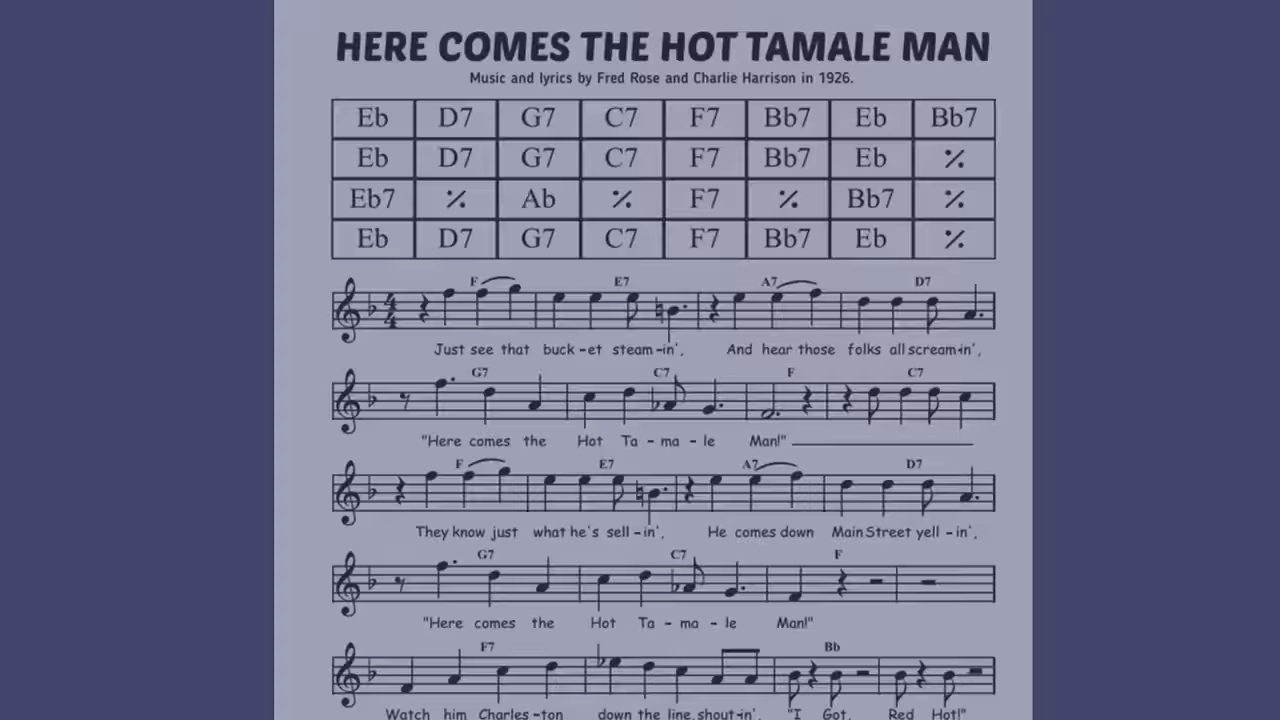 HERE COMES THE HOT TAMALE MAN
Music and lyrics by Fred Rose and Charlie Harrison in 1926.
Eb D7 G7 C7 F7 Bb7 Eb Bb7
Eb D7 G7 C7 F7 Bb7 Eb ٪
Eb7 ٪ Ab ٪ F7 ٪ Bb7 ٪
Eb D7 G7 C7 F7 Bb7 Eb ٪
F E7 A7 D7
4
4
Just see that buck-et steam-in', And hear those folks all scream-in',
G7 C7 F C7
"Here comes the Hot Ta - ma - le Man!"
F E7 A7 D7
They know just what he's sell-in', He comes down Main Street yell-in',
G7 C7 F
"Here comes the Hot Ta - ma - le Man!"
F7 Bb
Watch him Charles-ton down the line, shout-in', "I Got, Red Hot!"